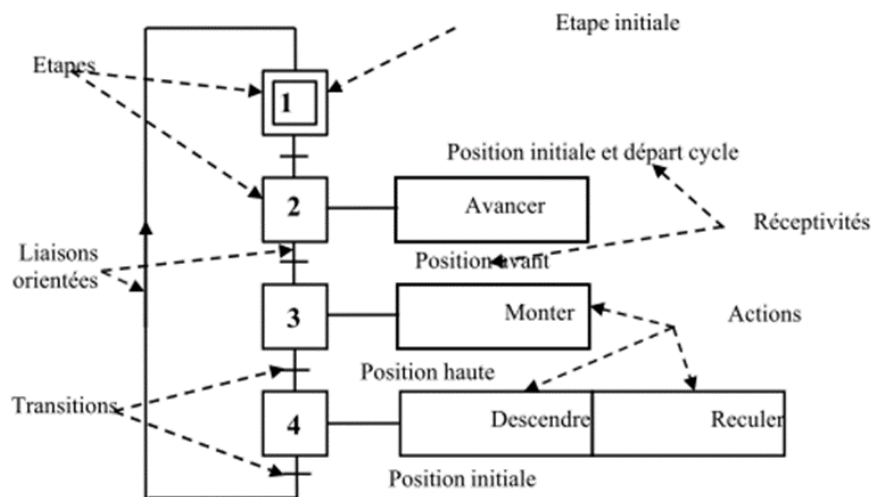 Etape initiale
Etapes
1
Position initiale et départ cycle
2
Avancer
Réceptivités
Liaisons
orientées
Position avant
3
Monter
Actions
Position haute
Transitions
4
Descendre
Reculer
Position initiale